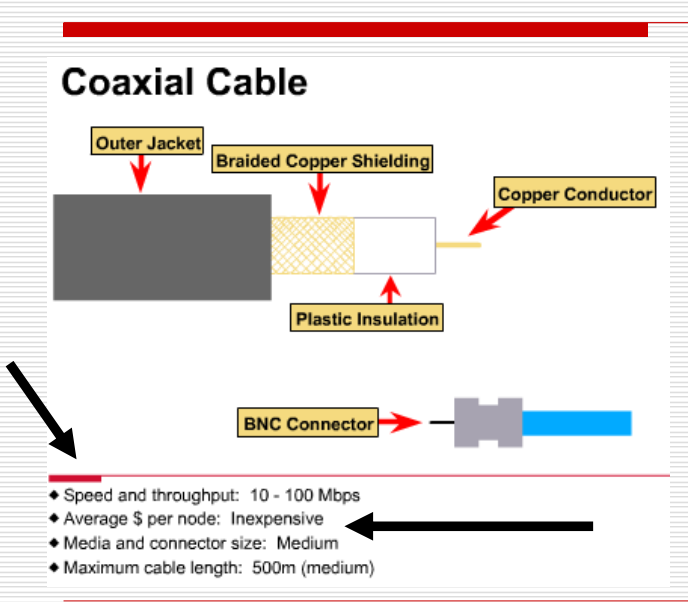 Coaxial Cable
Outer Jacket
Braided Copper Shielding
Copper Conductor
Plastic Insulation
BNC Connector
◆ Speed and throughput: 10 - 100 Mbps
◆ Average $ per node: Inexpensive
◆ Media and connector size: Medium
◆ Maximum cable length: 500m (medium)